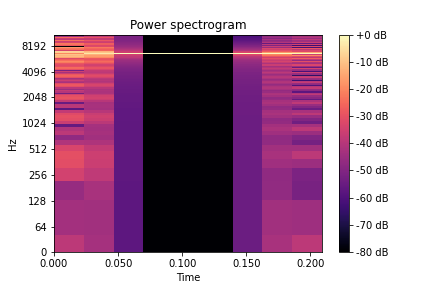 Power spectrogram
Hz
8192
4096
2048
1024
512
256
128
64
0
0.000 0.050 0.100 0.150 0.200
Time
+0 dB
-10 dB
-20 dB
-30 dB
-40 dB
-50 dB
-60 dB
-70 dB
-80 dB